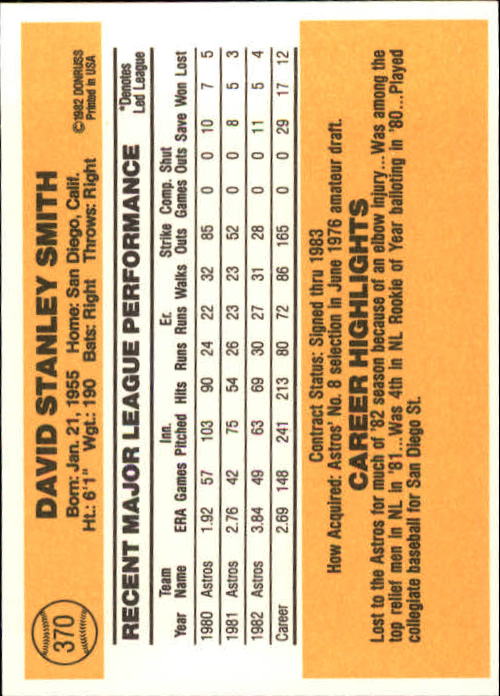 370
DAVID STANLEY SMITH
Born: Jan. 21, 1955 Home: San Diego, Calif.
Ht.: 6'1" Wgt.: 190 Bats: Right Throws: Right
©1982 DONRUSS
Printed in USA
RECENT MAJOR LEAGUE PERFORMANCE
*Denotes
Led League
Team Inn. Er. Strike Comp. Shut
Year Name ERA Games Pitched Hits Runs Runs Walks Outs Games Outs Save Won Lost
1980 Astros 1.92 57 103 90 24 22 32 85 0 0 10 7 5
1981 Astros 2.76 42 75 54 26 23 23 52 0 0 8 5 3
1982 Astros 3.84 49 63 69 30 27 31 28 0 0 11 5 4
Career 2.69 148 241 213 80 72 86 165 0 0 29 17 12
Contract Status: Signed thru 1983
How Acquired: Astros' No. 8 selection in June 1976 amateur draft.
CAREER HIGHLIGHTS
Lost to the Astros for much of '82 season because of an elbow injury...Was among the
top relief men in NL in '81...Was 4th in NL Rookie of Year balloting in '80...Played
collegiate baseball for San Diego St.